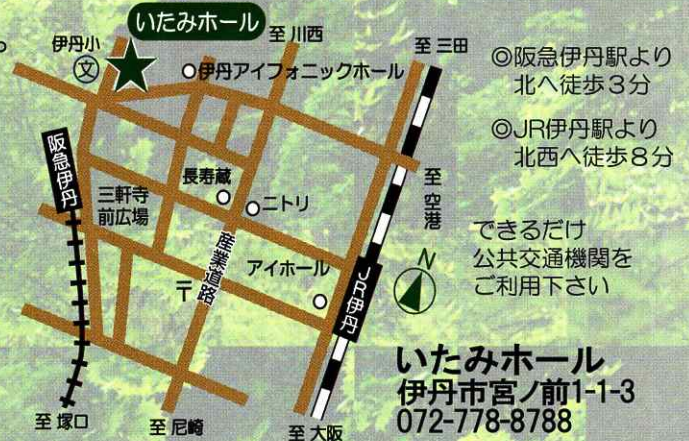 いたみホール
至 川西
至 三田
伊丹小
文
伊丹アイフォニックホール
阪急伊丹
三軒寺
前広場
長寿蔵
ニトリ
産業道路
アイホール
〒
JR伊丹
至 空港
N
至 塚口
至 尼崎
至 大阪
◎阪急伊丹駅より
北へ徒歩3分
◎JR伊丹駅より
北西へ徒歩8分
できるだけ
公共交通機関を
ご利用下さい
いたみホール
伊丹市宮ノ前1-1-3
072-778-8788